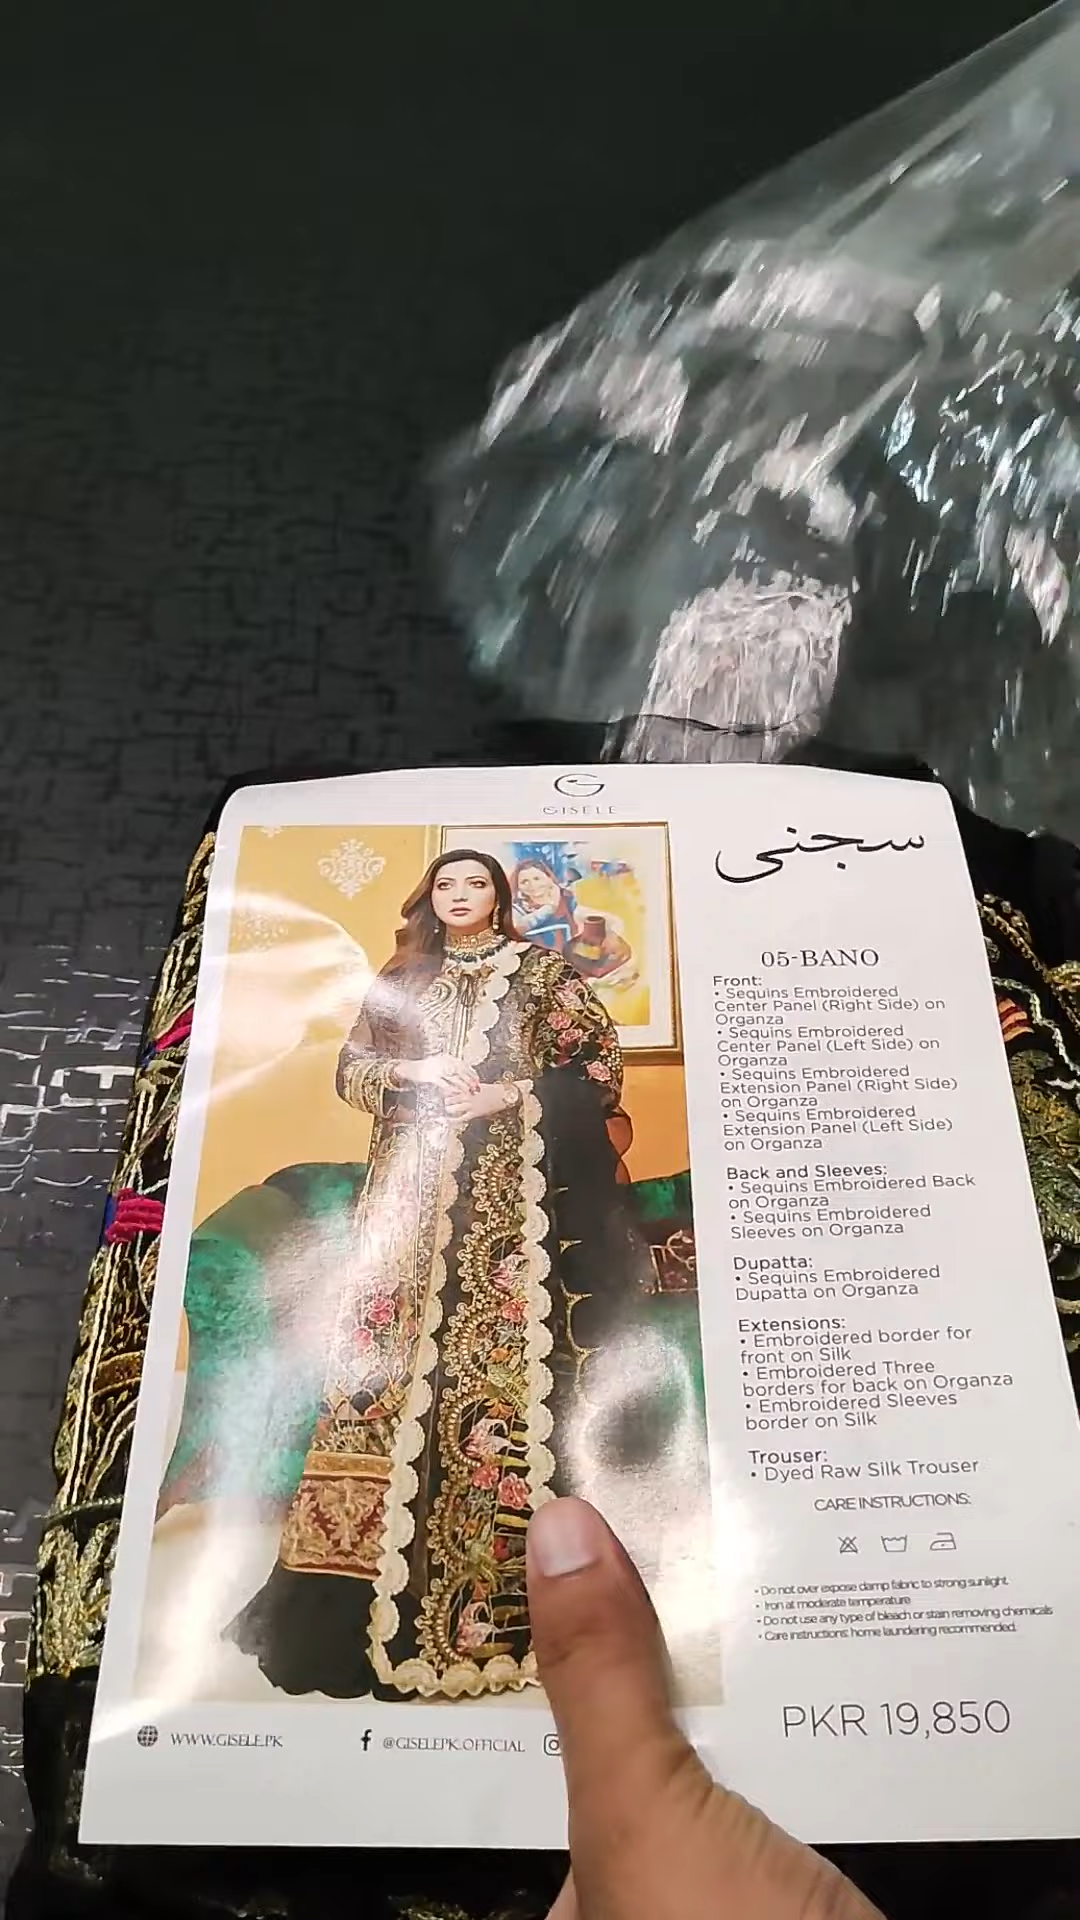 GISELE
سجنی
05-BANO
Front:
• Sequins Embroidered
Center Panel (Right Side) on
Organza
• Sequins Embroidered
Center Panel (Left Side) on
Organza
• Sequins Embroidered
Extension Panel (Right Side)
on Organza
• Sequins Embroidered
Extension Panel (Left Side)
on Organza
Back and Sleeves:
• Sequins Embroidered Back
on Organza
• Sequins Embroidered
Sleeves on Organza
Dupatta:
• Sequins Embroidered
Dupatta on Organza
Extensions:
• Embroidered border for
front on Silk
• Embroidered Three
borders for back on Organza
• Embroidered Sleeves
border on Silk
Trouser:
• Dyed Raw Silk Trouser
CARE INSTRUCTIONS:
• Do not over expose damp fabric to strong sunlight.
• Iron at moderate temperature
• Do not use any type of bleach or stain removing chemicals
• Care instructions: home laundering recommended.
PKR 19,850
WWW.GISELE.PK
@GISELEPK.OFFICIAL